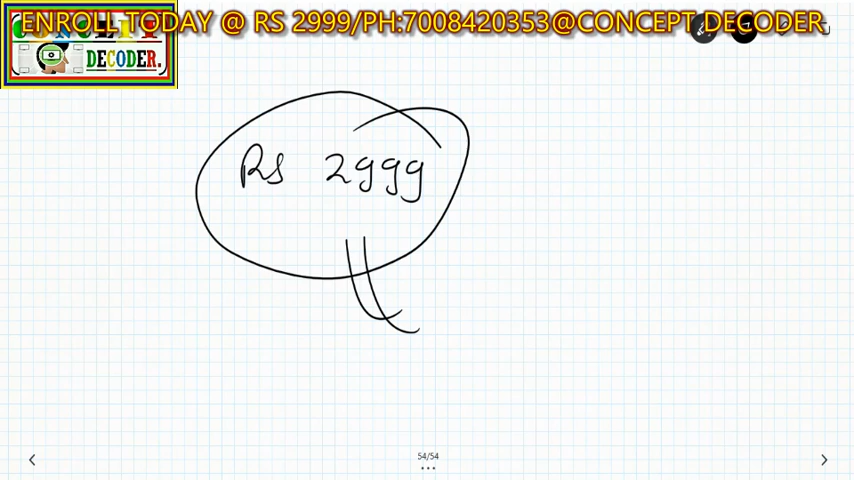 ENROLL TODAY @ RS 2999/PH:7008420353@CONCEPT DECODER.
DECODER.
Rs 2999
54/54